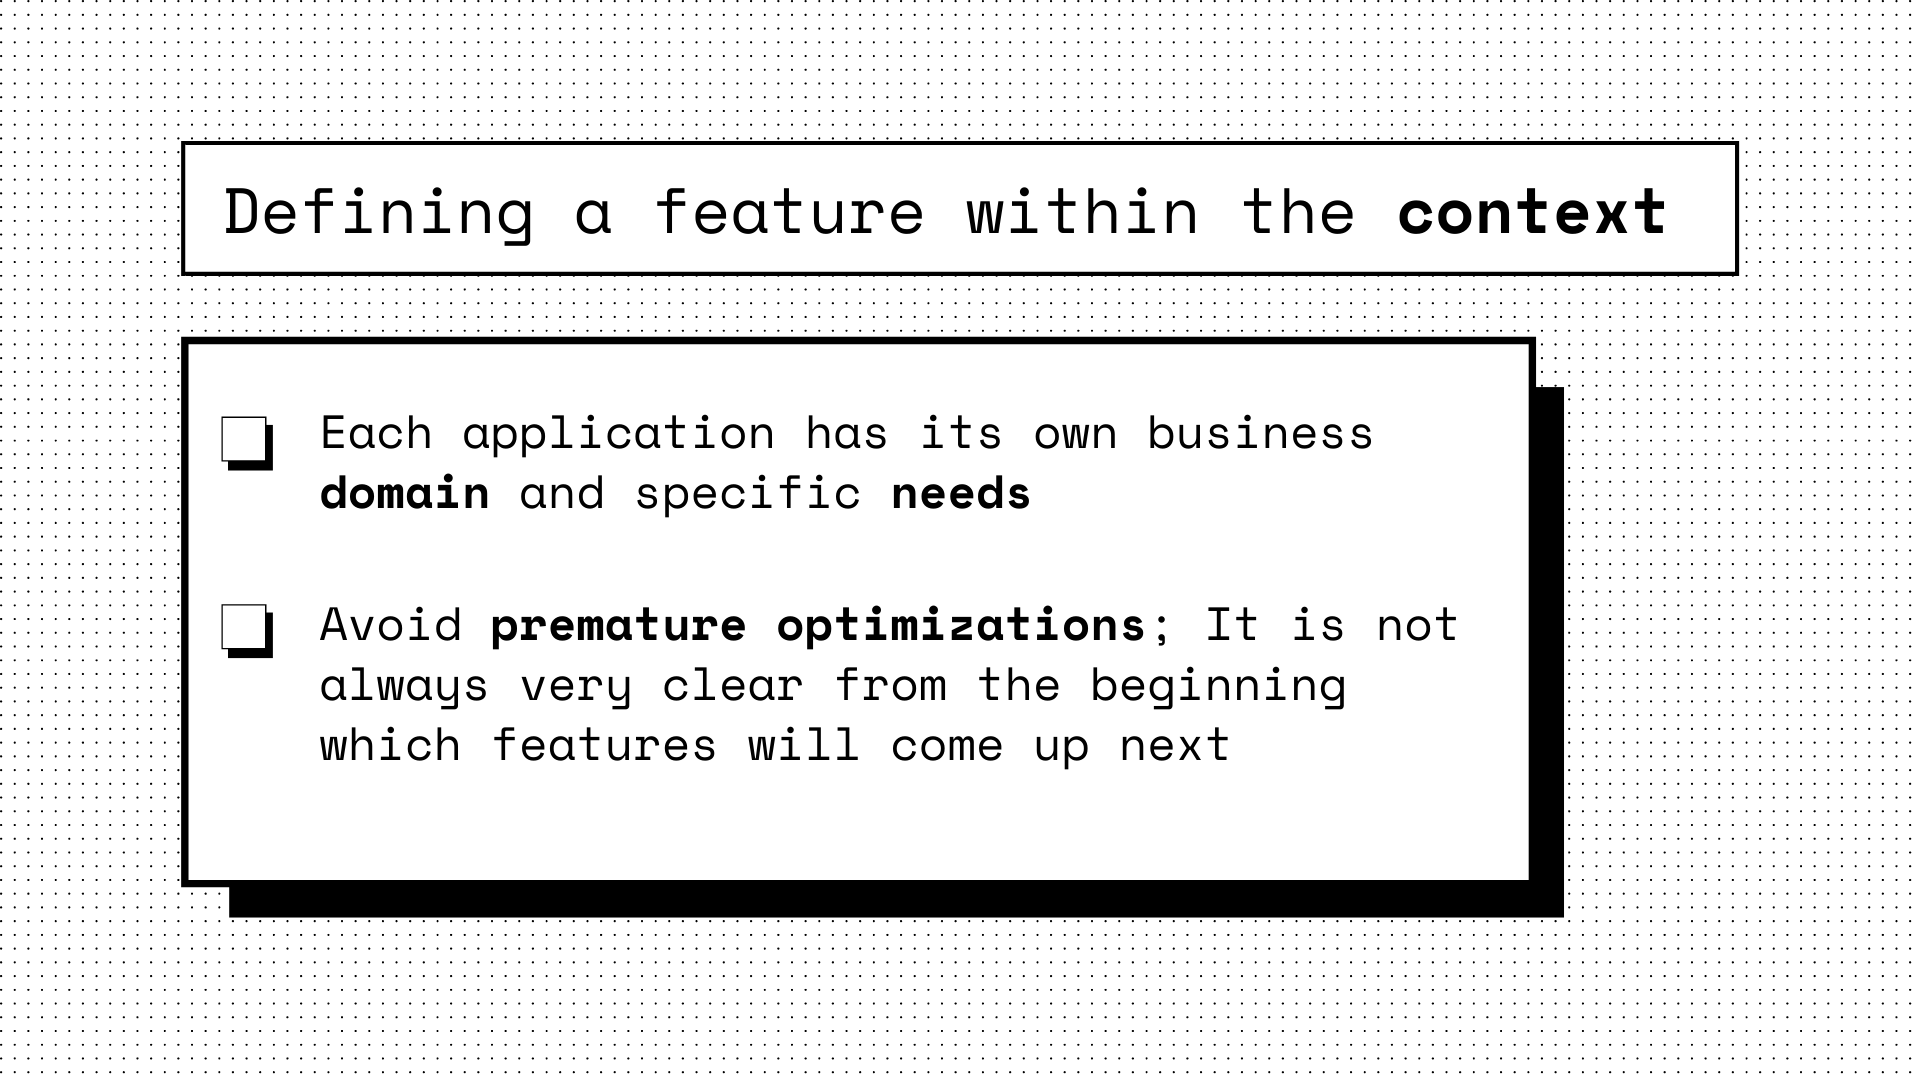 Defining a feature within the context
Each application has its own business
domain and specific needs
Avoid premature optimizations; It is not
always very clear from the beginning
which features will come up next